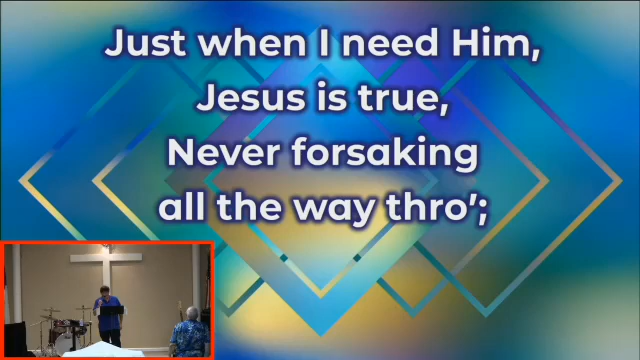 Just when I need Him,
Jesus is true,
Never forsaking
all the way thro’;